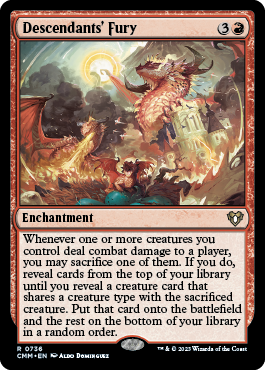 Descendants' Fury 3
Enchantment
Whenever one or more creatures you
control deal combat damage to a player,
you may sacrifice one of them. If you do,
reveal cards from the top of your library
until you reveal a creature card that
shares a creature type with the sacrificed
creature. Put that card onto the battlefield
and the rest on the bottom of your library
in a random order.
R 0736
CMM • EN Aldo Dominguez
™ & © 2023 Wizards of the Coast